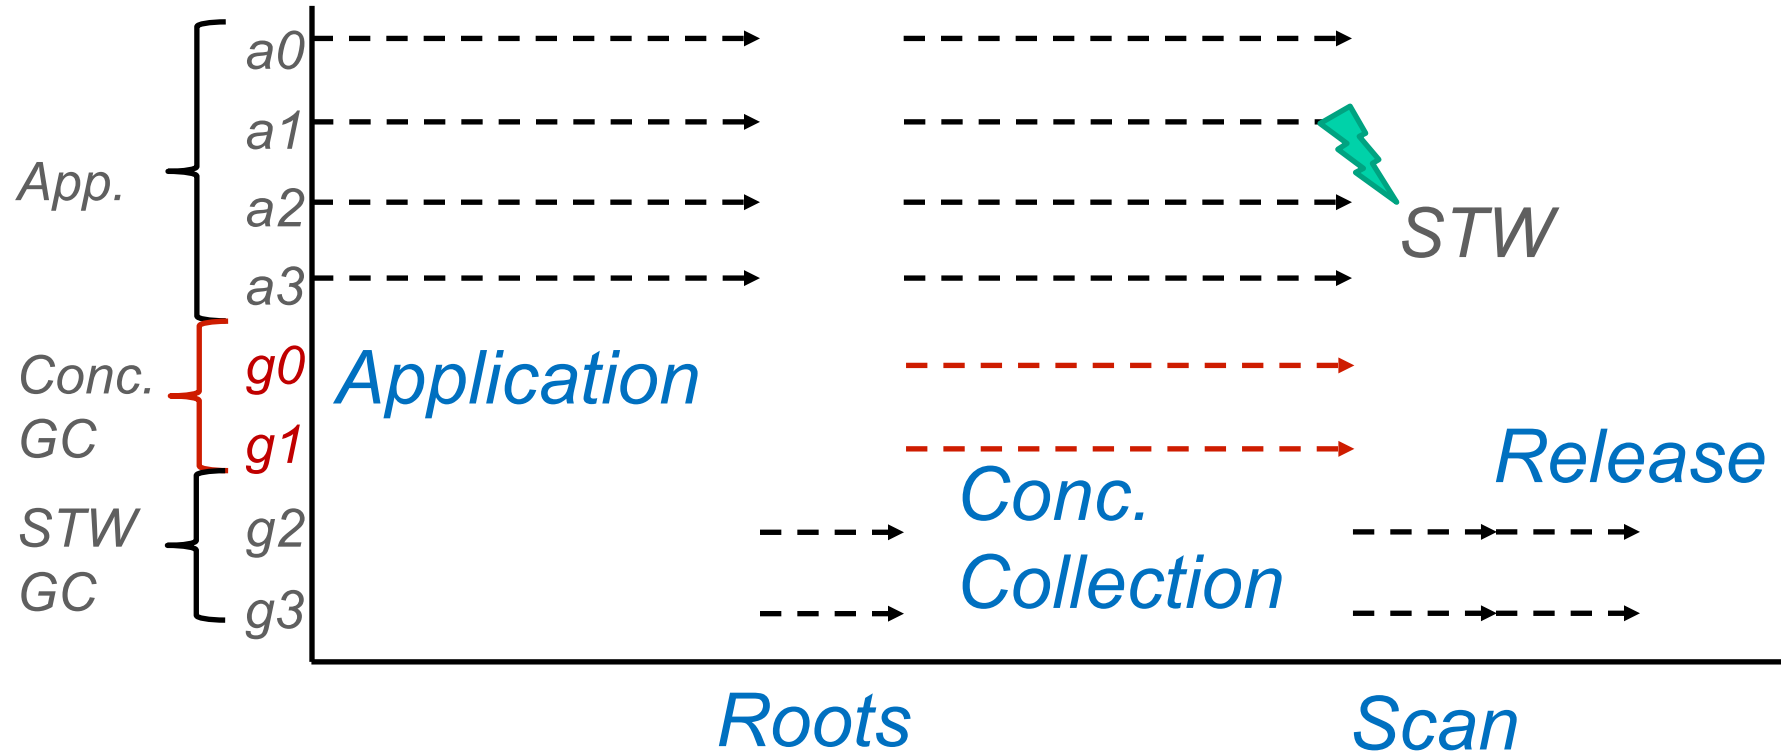 a0
a1
App.
a2
STW
a3
Conc.
GC
g0
Application
g1
Release
Conc.
Collection
STW
GC
g2
g3
Roots
Scan